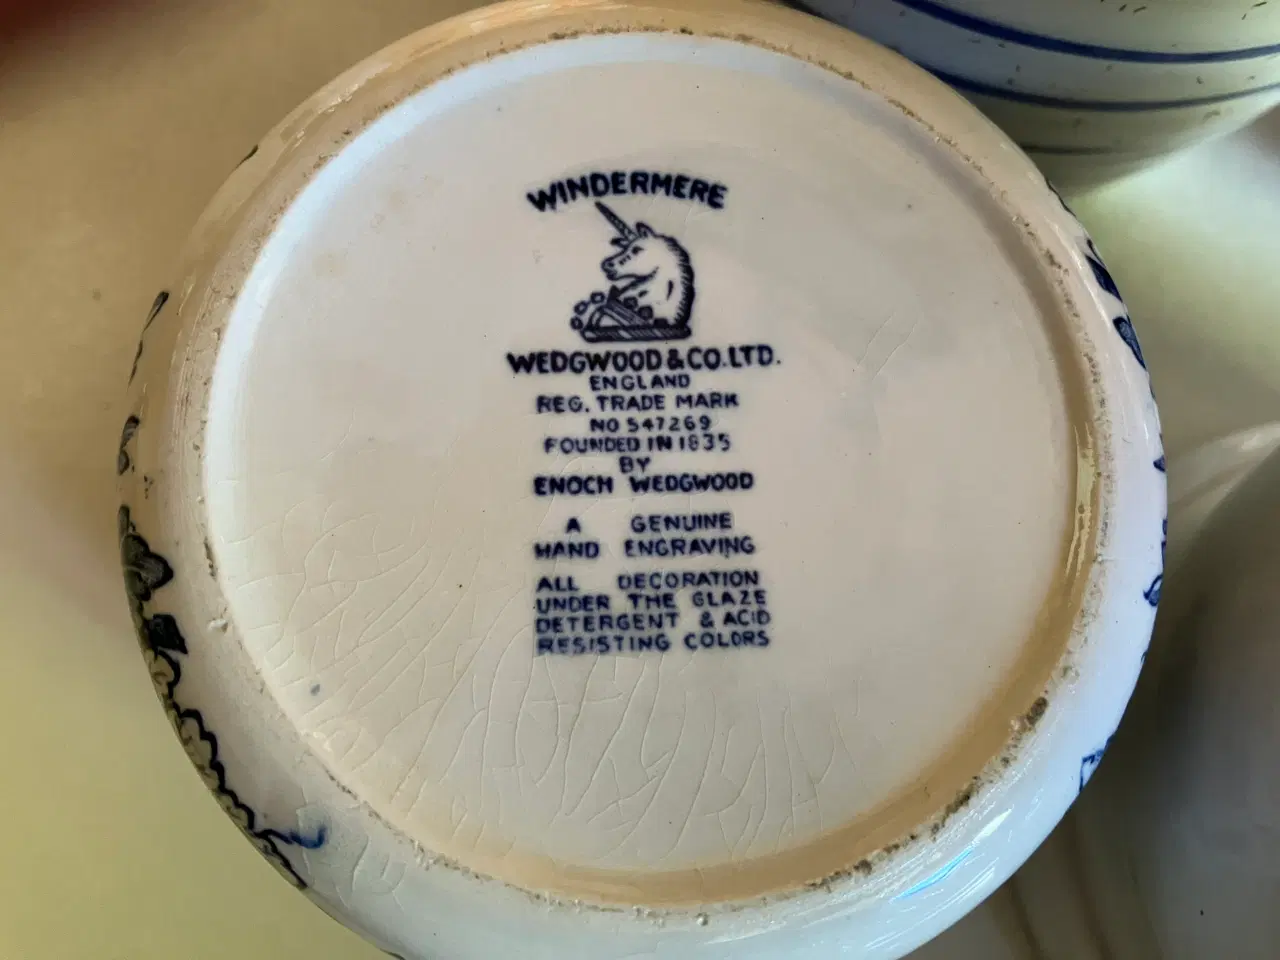 WINDERMERE
WEDGWOOD & CO. LTD.
ENGLAND
REG. TRADE MARK
NO 547269
FOUNDED IN 1835
BY
ENOCH WEDGWOOD
A GENUINE
HAND ENGRAVING
ALL DECORATION
UNDER THE GLAZE
DETERGENT & ACID
RESISTING COLORS